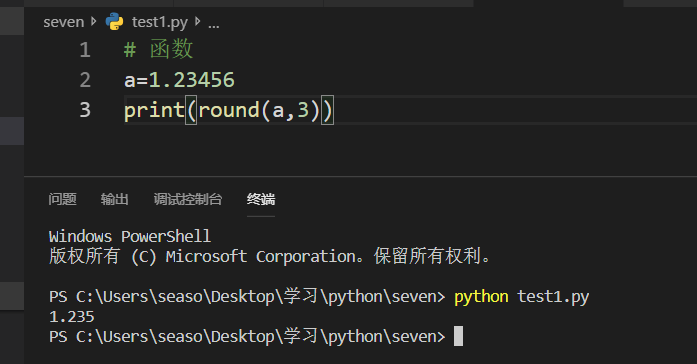 seven > test1.py > ...
1 # 函数
2 a=1.23456
3 print(round(a,3))
问题 输出 调试控制台 终端
Windows PowerShell
版权所有 (C) Microsoft Corporation。保留所有权利。
PS C:\Users\seaso\Desktop\学习\python\seven> python test1.py
1.235
PS C:\Users\seaso\Desktop\学习\python\seven>